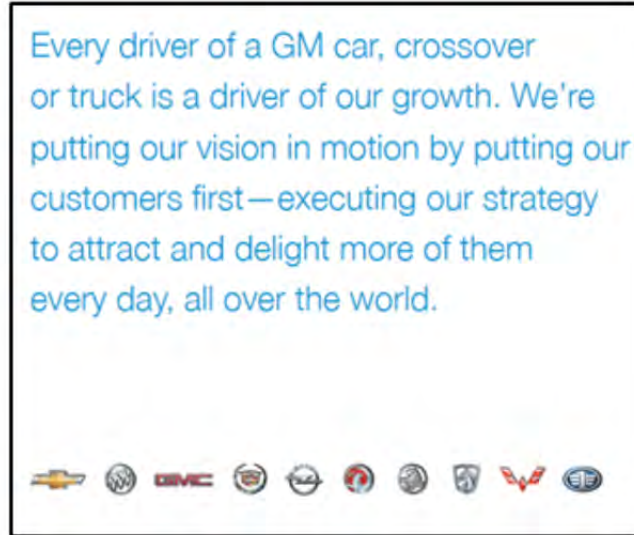 Every driver of a GM car, crossover
or truck is a driver of our growth. We're
putting our vision in motion by putting our
customers first—executing our strategy
to attract and delight more of them
every day, all over the world.
GMC